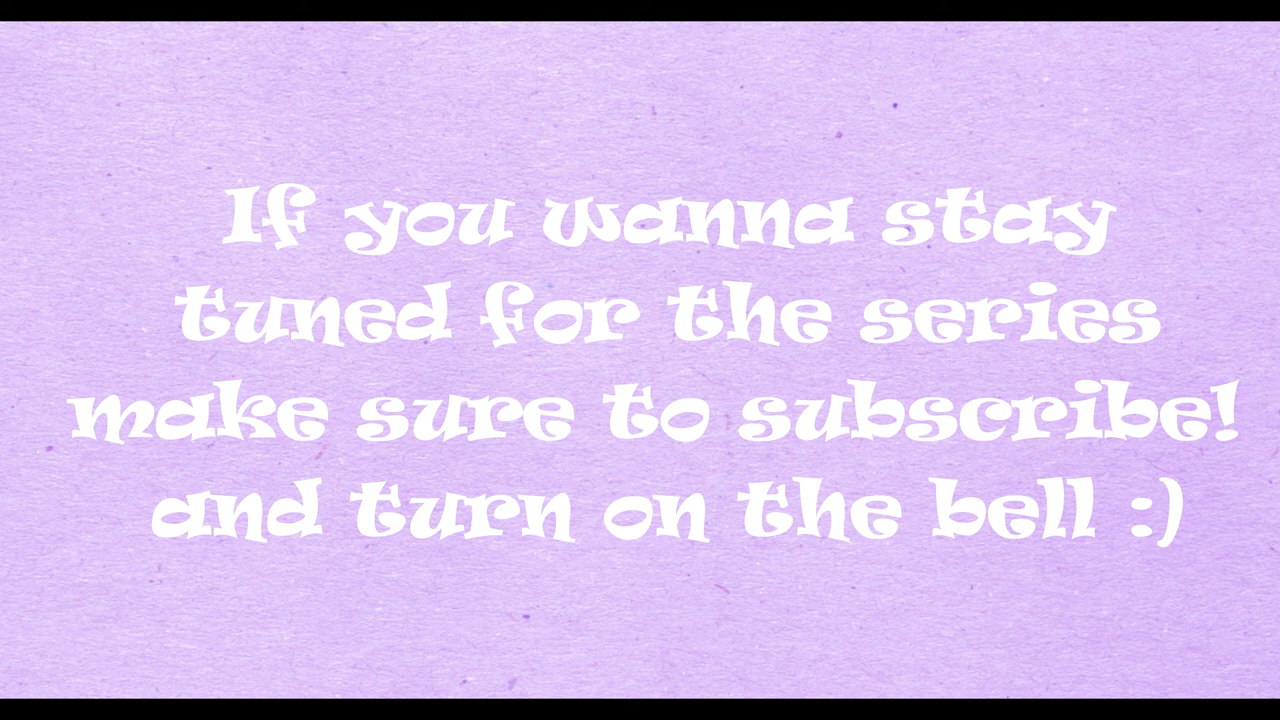 If you wanna stay
tuned for the series
make sure to subscribe!
and turn on the bell :)